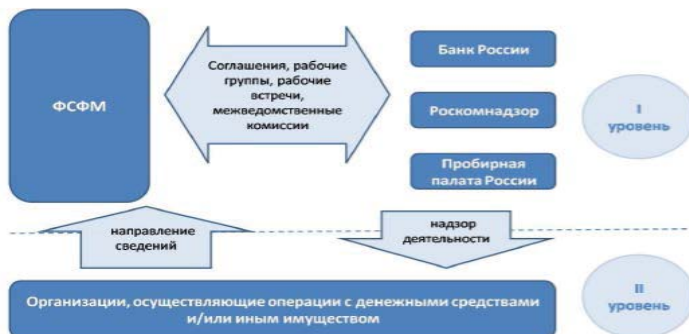 ФСФМ
Соглашения, рабочие
группы, рабочие
встречи,
межведомственные
комиссии
Банк России
Роскомнадзор
Пробирная
палата России
I
уровень
направление
сведений
надзор
деятельности
Организации, осуществляющие операции с денежными средствами
и/или иным имуществом
II
уровень